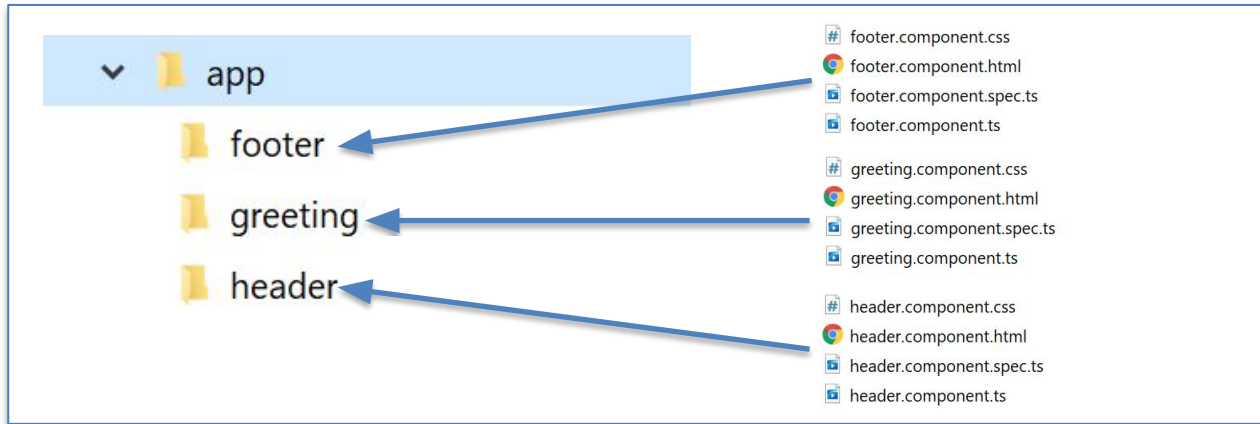 app
footer
greeting
header
footer.component.css
footer.component.html
footer.component.spec.ts
footer.component.ts
greeting.component.css
greeting.component.html
greeting.component.spec.ts
greeting.component.ts
header.component.css
header.component.html
header.component.spec.ts
header.component.ts